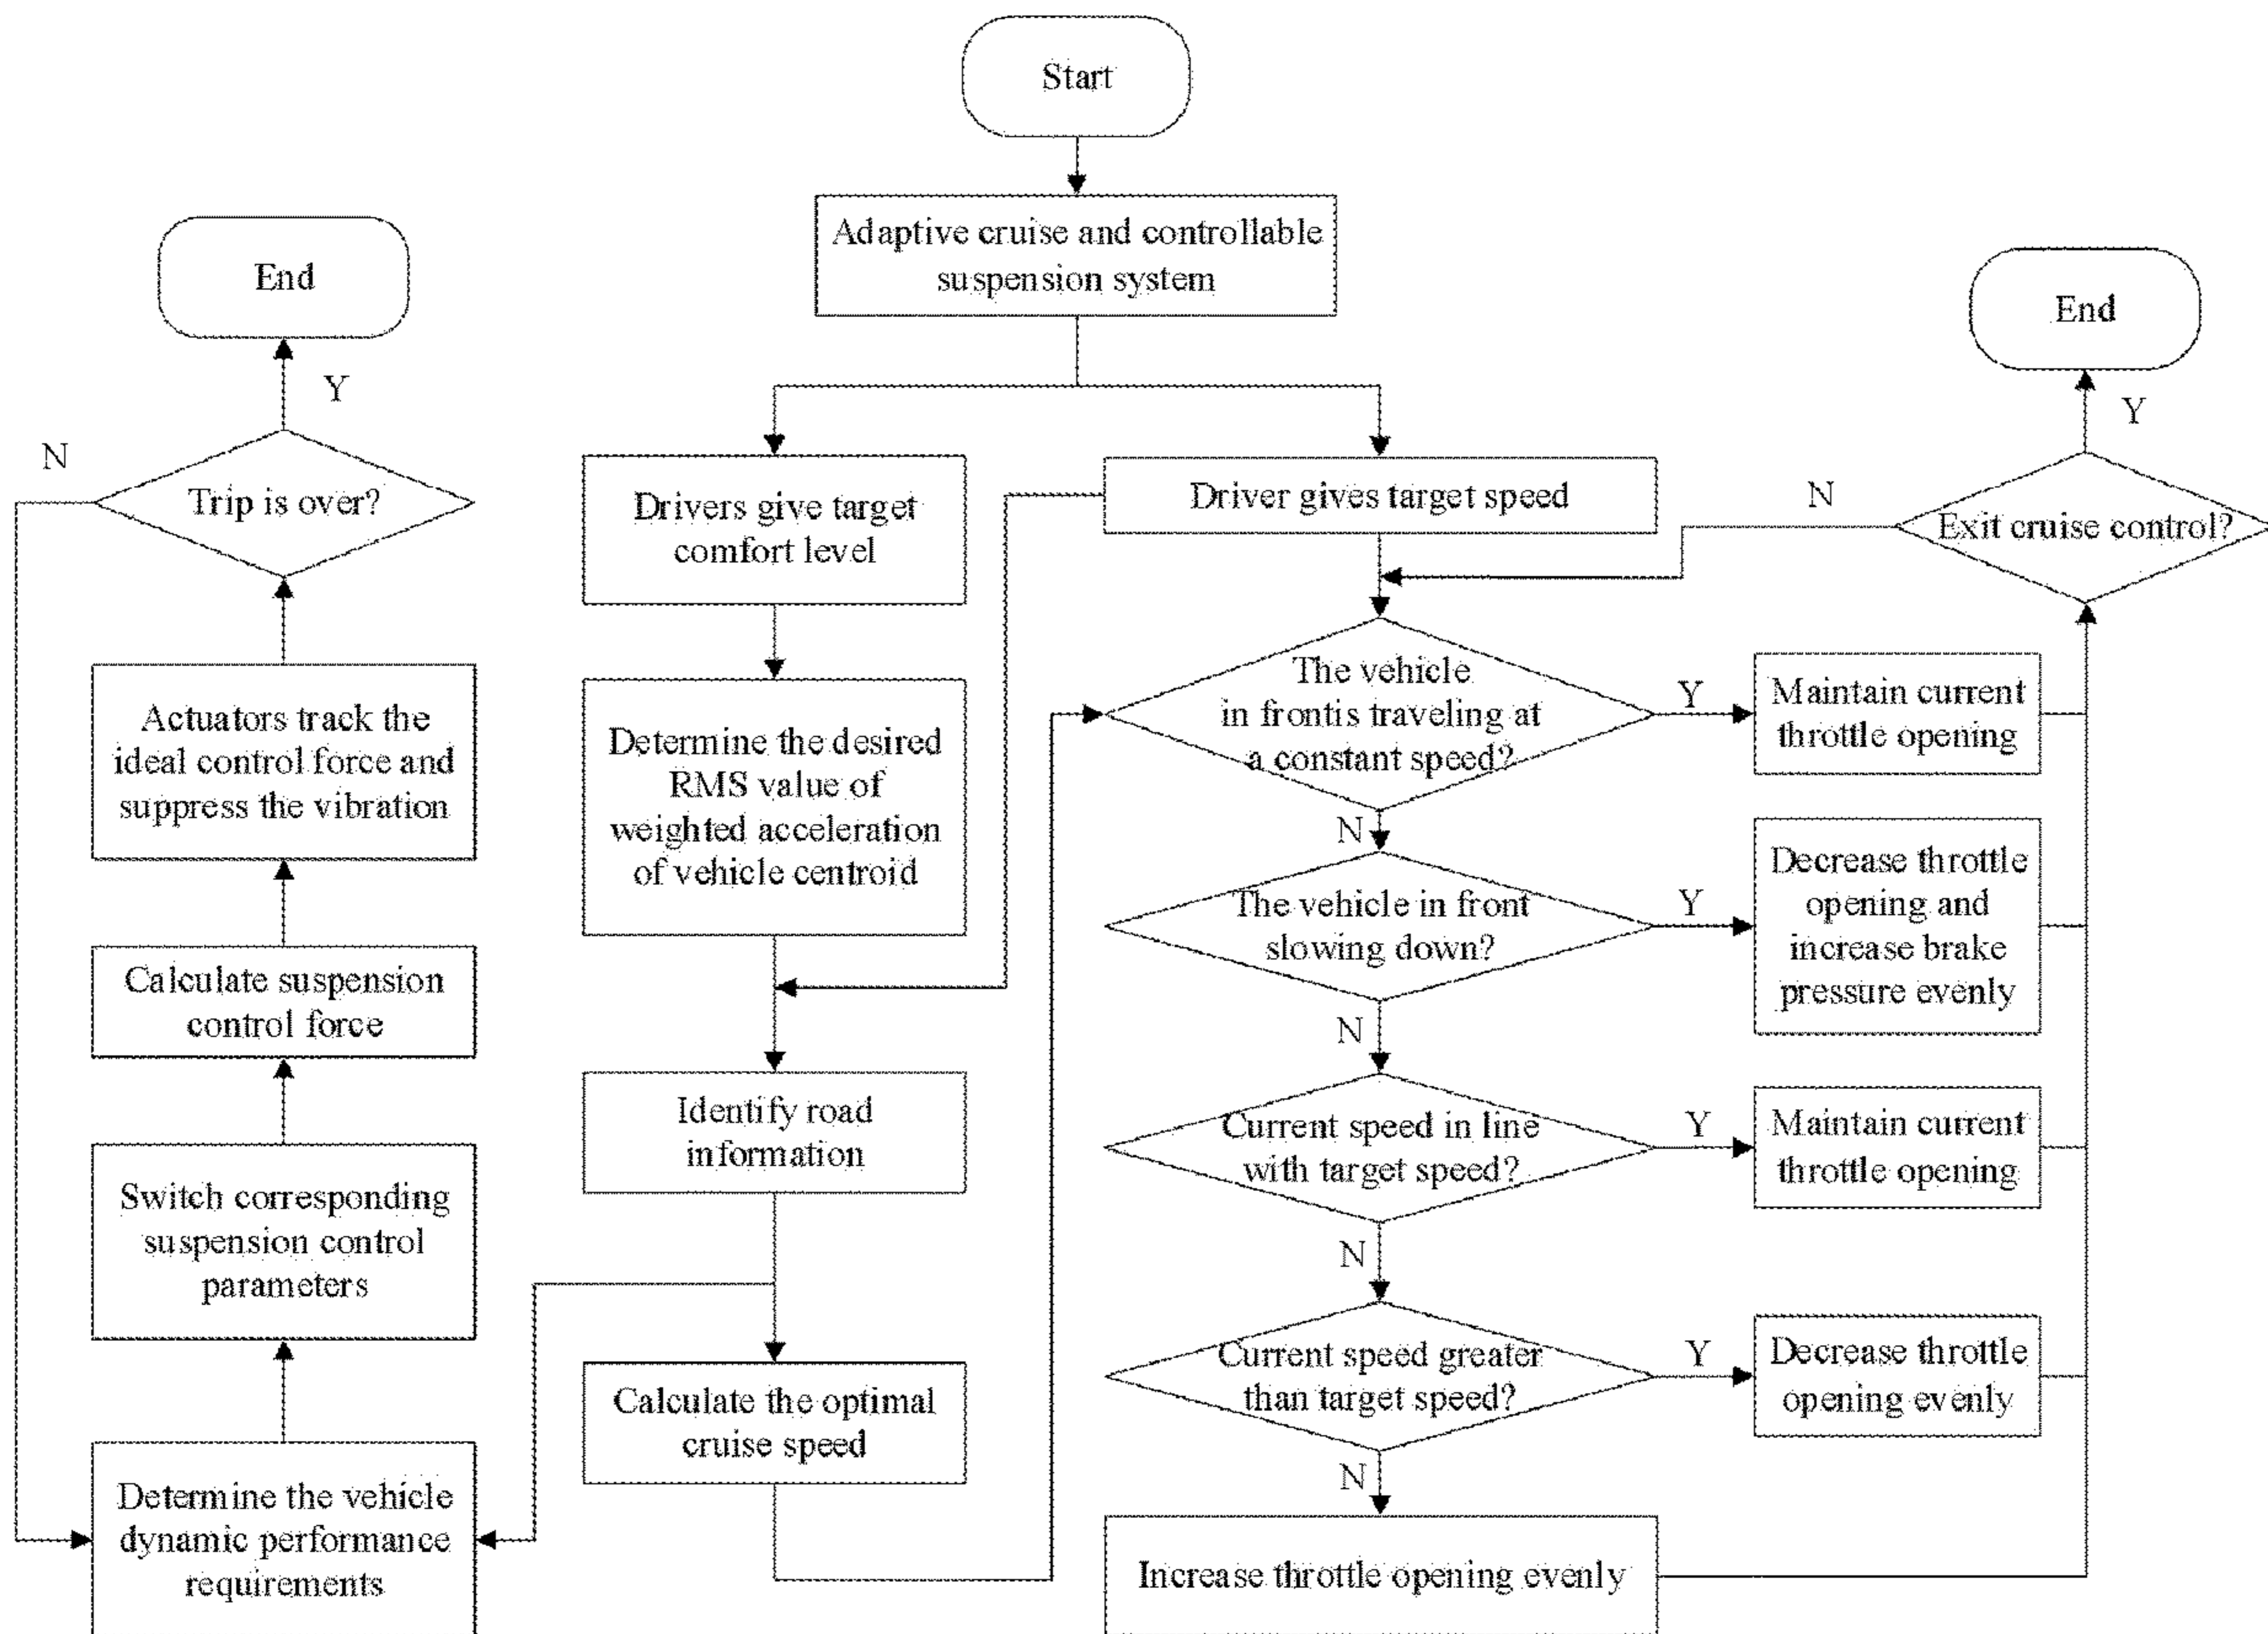 Start
Adaptive cruise and controllable
suspension system
End
Y
N
Trip is over?
Actuators track the
ideal control force and
suppress the vibration
Calculate suspension
control force
Switch corresponding
suspension control
parameters
Determine the vehicle
dynamic performance
requirements
Drivers give target
comfort level
Determine the desired
RMS value of
weighted acceleration
of vehicle centroid
Identify road
information
Calculate the optimal
cruise speed
Driver gives target speed
The vehicle
in frontis traveling at
a constant speed?
Y
Maintain current
throttle opening
N
The vehicle in front
slowing down?
Y
Decrease throttle
opening and
increase brake
pressure evenly
N
Current speed in line
with target speed?
Y
Maintain current
throttle opening
N
Current speed greater
than target speed?
Y
Decrease throttle
opening evenly
N
Increase throttle opening evenly
End
Y
N
Exit cruise control?